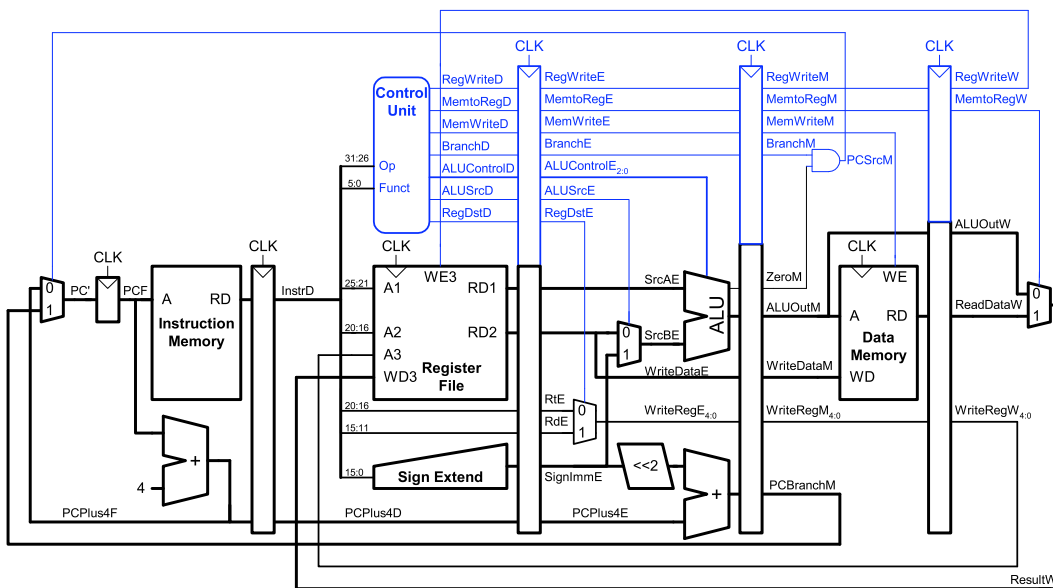 CLK
CLK
CLK
Control
Unit
RegWriteD
RegWriteE
RegWriteM
RegWriteW
MemtoRegD
MemtoRegE
MemtoRegM
MemtoRegW
MemWriteD
MemWriteE
MemWriteM
BranchD
BranchE
BranchM
PCSrcM
31:26
Op
ALUControlD
ALUControlE2:0
5:0
Funct
ALUSrcD
ALUSrcE
RegDstD
RegDstE
ALUOutW
CLK
CLK
CLK
CLK
0
1
PC'
PCF
A
RD
Instruction
Memory
InstrD
25:21
A1
WE3
RD1
SrcAE
ALU
ZeroM
ALUOutM
WE
A
RD
Data
Memory
WD
ReadDataW
0
1
20:16
A2
RD2
0
1
SrcBE
A3
WD3
Register
File
WriteDataE
WriteDataM
20:16
RtE
0
WriteRegE4:0
WriteRegM4:0
WriteRegW4:0
15:11
RdE
1
15:0
Sign Extend
SignImmE
<<2
+
4
+
PCBranchM
PCPlus4F
PCPlus4D
PCPlus4E
ResultW